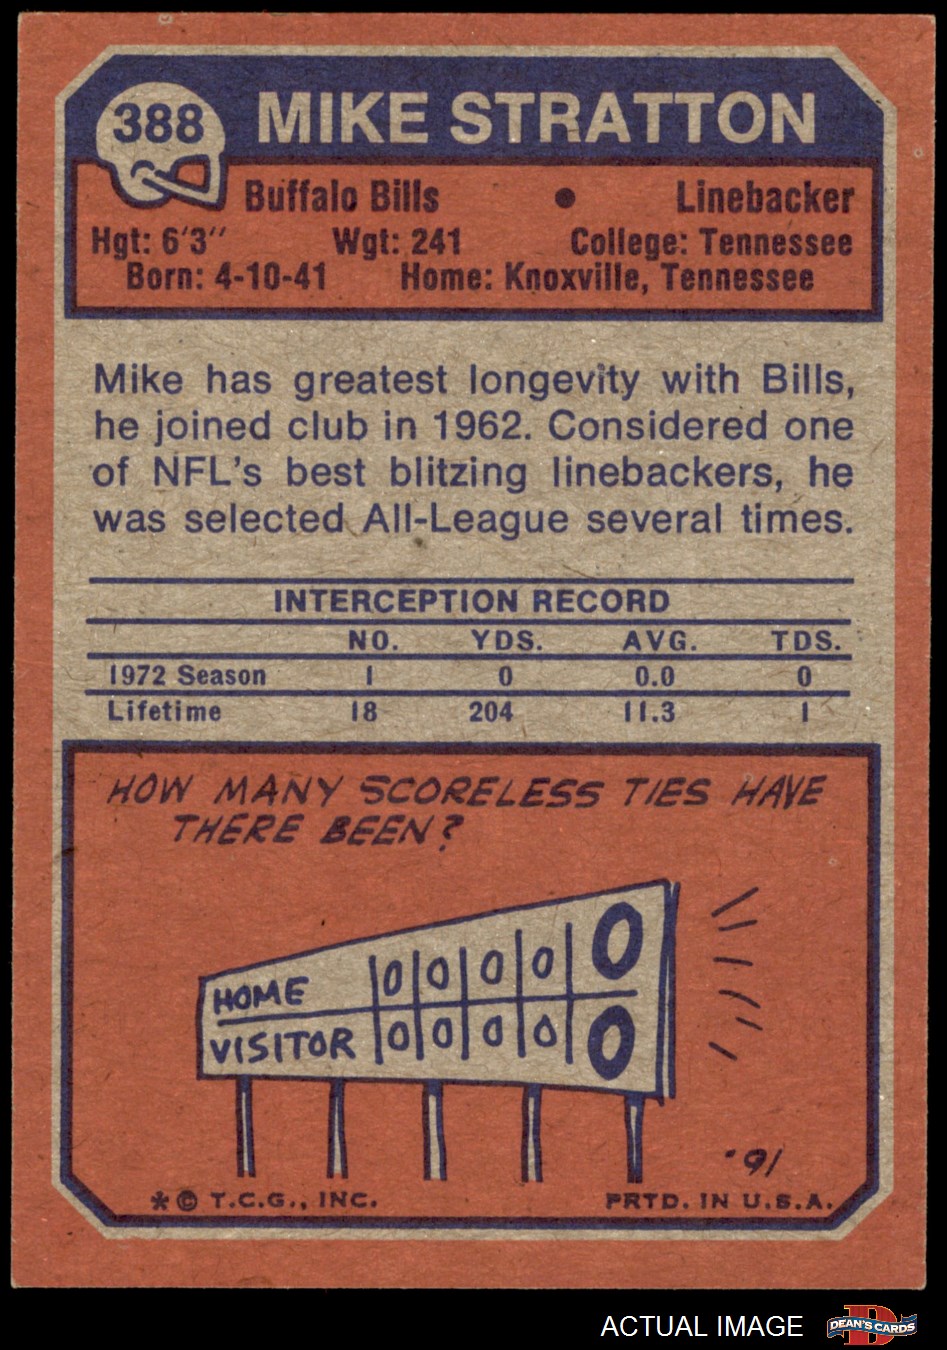 388 MIKE STRATTON
Buffalo Bills • Linebacker
Hgt: 6'3'' Wgt: 241 College: Tennessee
Born: 4-10-41 Home: Knoxville, Tennessee
Mike has greatest longevity with Bills,
he joined club in 1962. Considered one
of NFL's best blitzing linebackers, he
was selected All-League several times.
INTERCEPTION RECORD
NO. YDS. AVG. TDS.
1972 Season 1 0 0.0 0
Lifetime 18 204 11.3 1
HOW MANY SCORELESS TIES HAVE
THERE BEEN?
HOME 0 0 0 0 0
VISITOR 0 0 0 0 0
'91
* © T.C.G., INC. PRTD. IN U.S.A.
ACTUAL IMAGE DEAN'S CARDS